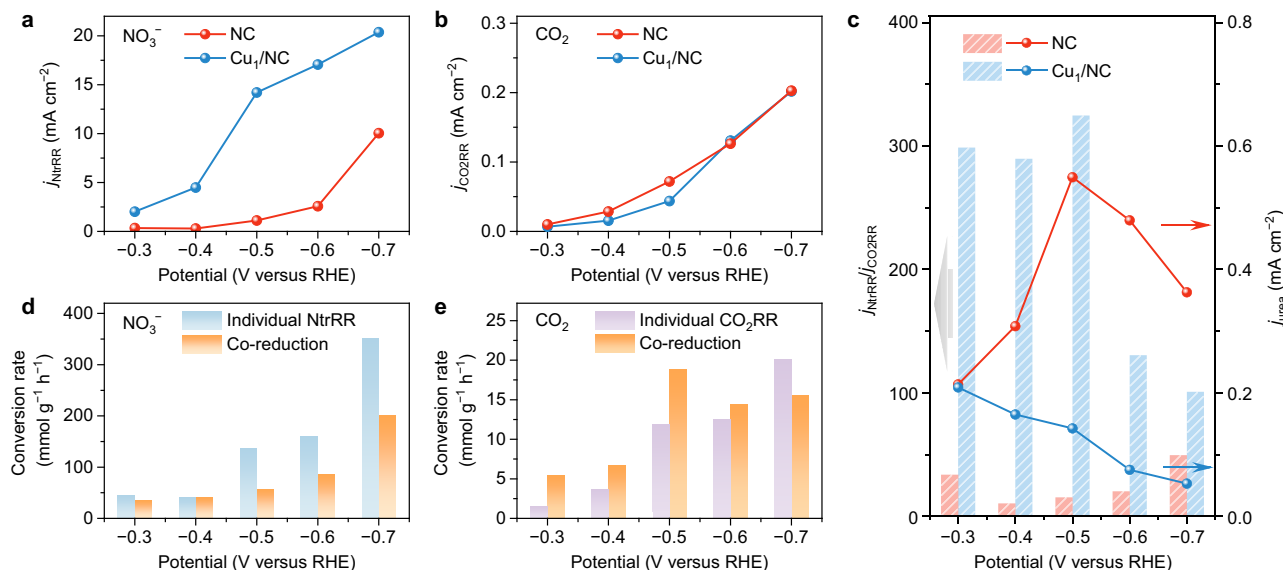 a
NO₃⁻
NC
Cu₁/NC
20
15
10
5
0
j_NtrRR (mA cm⁻²)
−0.3 −0.4 −0.5 −0.6 −0.7
Potential (V versus RHE)
b
CO₂
NC
Cu₁/NC
0.2
0.1
0.0
j_CO2RR (mA cm⁻²)
−0.3 −0.4 −0.5 −0.6 −0.7
Potential (V versus RHE)
c
NC
Cu₁/NC
400
300
200
100
0
j_NtrRR/j_CO2RR
0.8
0.6
0.4
0.2
0.0
j_urea (mA cm⁻²)
−0.3 −0.4 −0.5 −0.6 −0.7
Potential (V versus RHE)
d
NO₃⁻
Individual NtrRR
Co-reduction
400
300
200
150
100
50
0
Conversion rate
(mmol g⁻¹ h⁻¹)
−0.3 −0.4 −0.5 −0.6 −0.7
Potential (V versus RHE)
e
CO₂
Individual CO₂RR
Co-reduction
25
20
15
10
5
0
Conversion rate
(mmol g⁻¹ h⁻¹)
−0.3 −0.4 −0.5 −0.6 −0.7
Potential (V versus RHE)